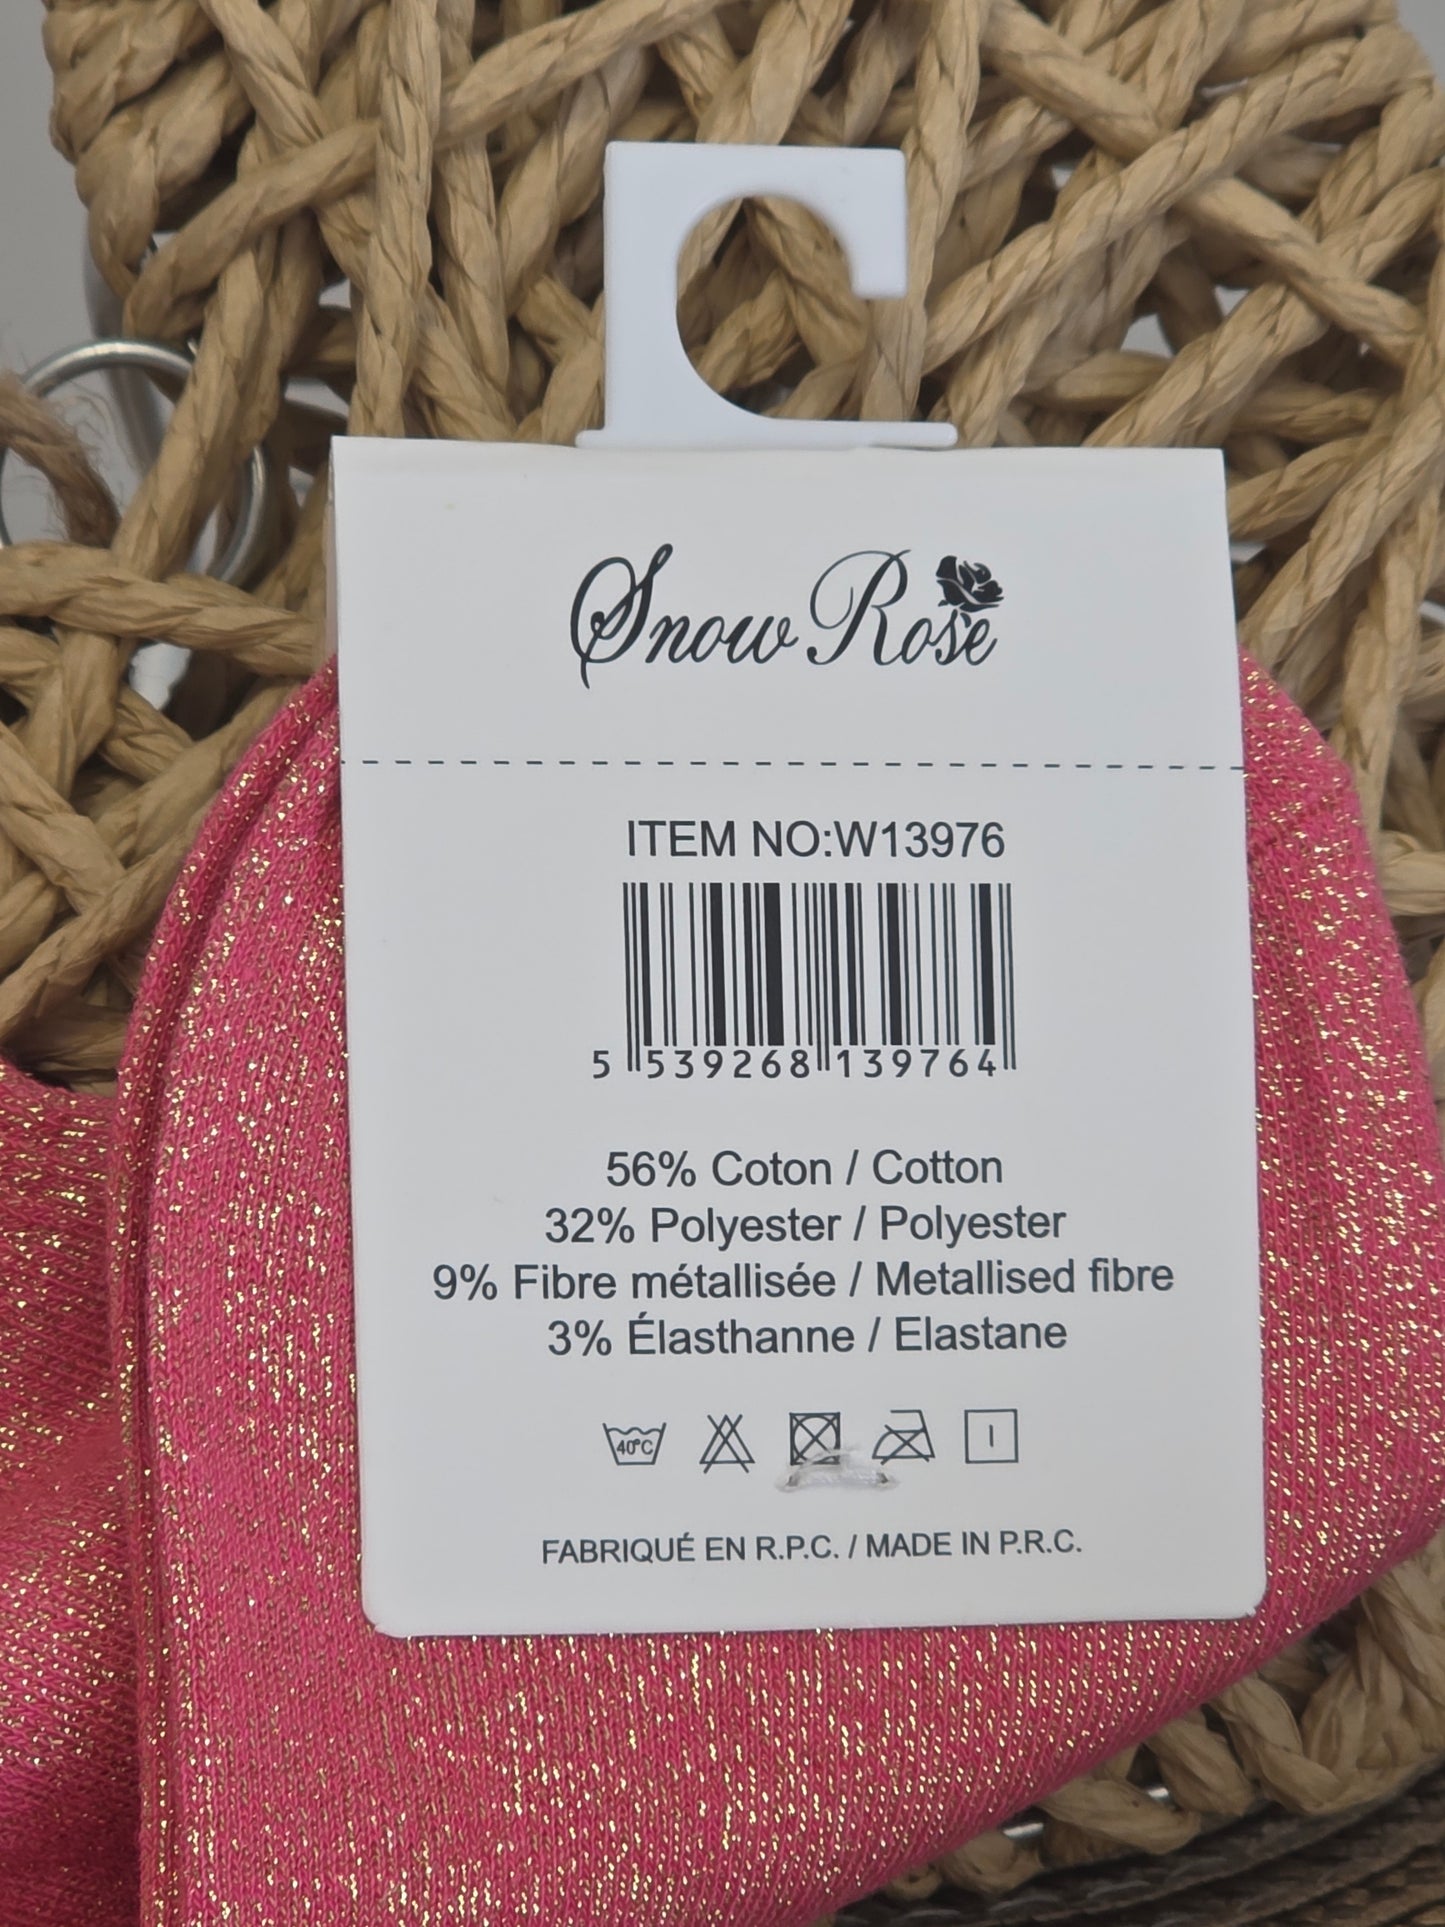 Snow Rose
ITEM NO:W13976
5 539268 139764
56% Coton / Cotton
32% Polyester / Polyester
9% Fibre métallisée / Metallised fibre
3% Élasthanne / Elastane
40°C
FABRIQUÉ EN R.P.C. / MADE IN P.R.C.